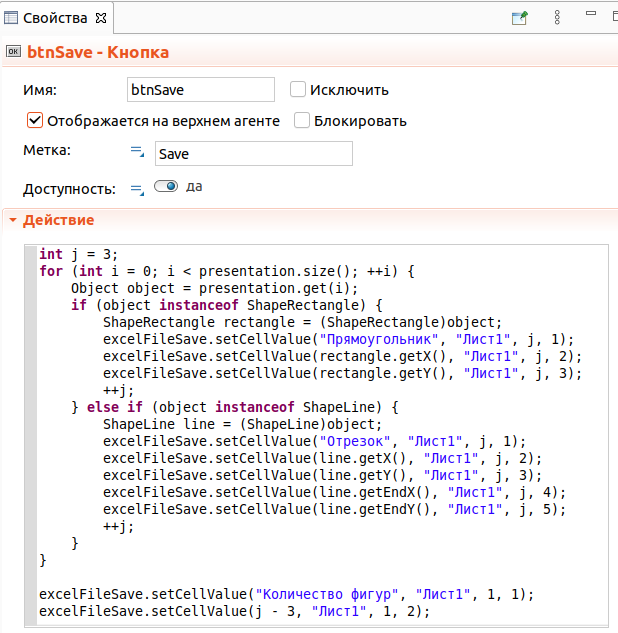 Свойства
OK btnSave - Кнопка
Имя: btnSave Исключить
Отображается на верхнем агенте Блокировать
Метка: Save
Доступность: да
Действие
int j = 3;
for (int i = 0; i < presentation.size(); ++i) {
    Object object = presentation.get(i);
    if (object instanceof ShapeRectangle) {
        ShapeRectangle rectangle = (ShapeRectangle)object;
        excelFileSave.setCellValue("Прямоугольник", "Лист1", j, 1);
        excelFileSave.setCellValue(rectangle.getX(), "Лист1", j, 2);
        excelFileSave.setCellValue(rectangle.getY(), "Лист1", j, 3);
        ++j;
    } else if (object instanceof ShapeLine) {
        ShapeLine line = (ShapeLine)object;
        excelFileSave.setCellValue("Отрезок", "Лист1", j, 1);
        excelFileSave.setCellValue(line.getX(), "Лист1", j, 2);
        excelFileSave.setCellValue(line.getY(), "Лист1", j, 3);
        excelFileSave.setCellValue(line.getEndX(), "Лист1", j, 4);
        excelFileSave.setCellValue(line.getEndY(), "Лист1", j, 5);
        ++j;
    }
}
excelFileSave.setCellValue("Количество фигур", "Лист1", 1, 1);
excelFileSave.setCellValue(j - 3, "Лист1", 1, 2);